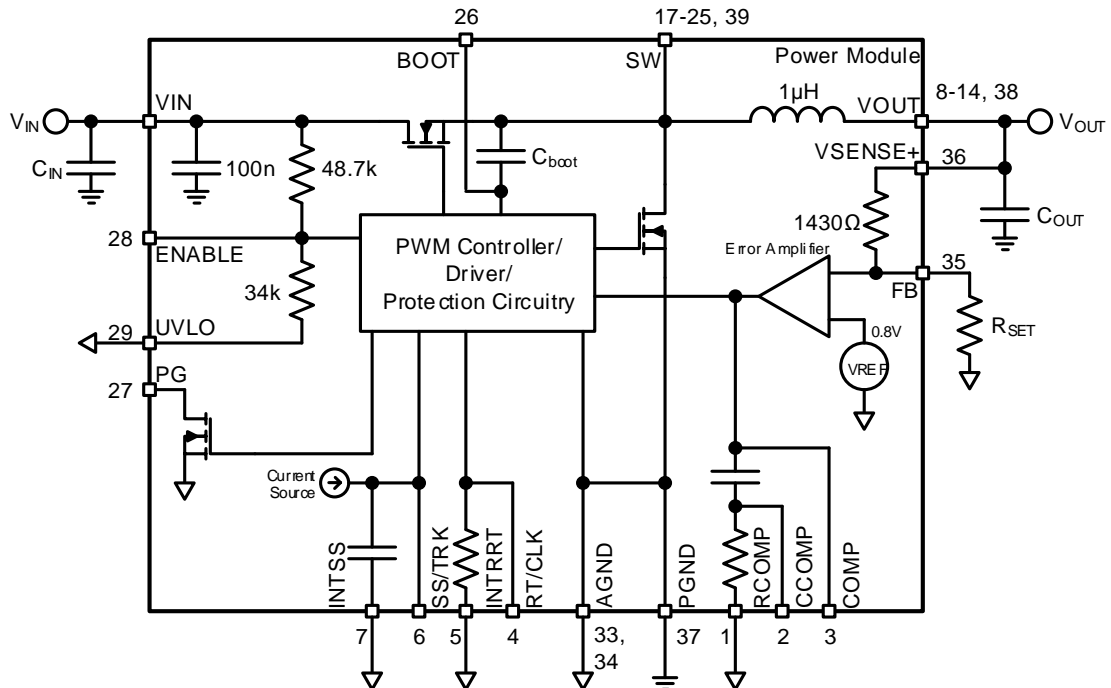 26
17-25, 39
BOOT
SW
Power Module
VIN
1µH
VOUT
8-14, 38
VIN
VOUT
CIN
100n
48.7k
Cboot
VSENSE+
36
1430Ω
COUT
28
ENABLE
PWM Controller/
Driver/
Protection Circuitry
Error Amplifier
35
FB
34k
RSET
29
UVLO
0.8V
VREF
PG
27
Current
Source
INTSS
SS/TRK
INTRRT
RT/CLK
AGND
PGND
RCOMP
CCOMP
COMP
7
6
5
4
33,
34
37
1
2
3